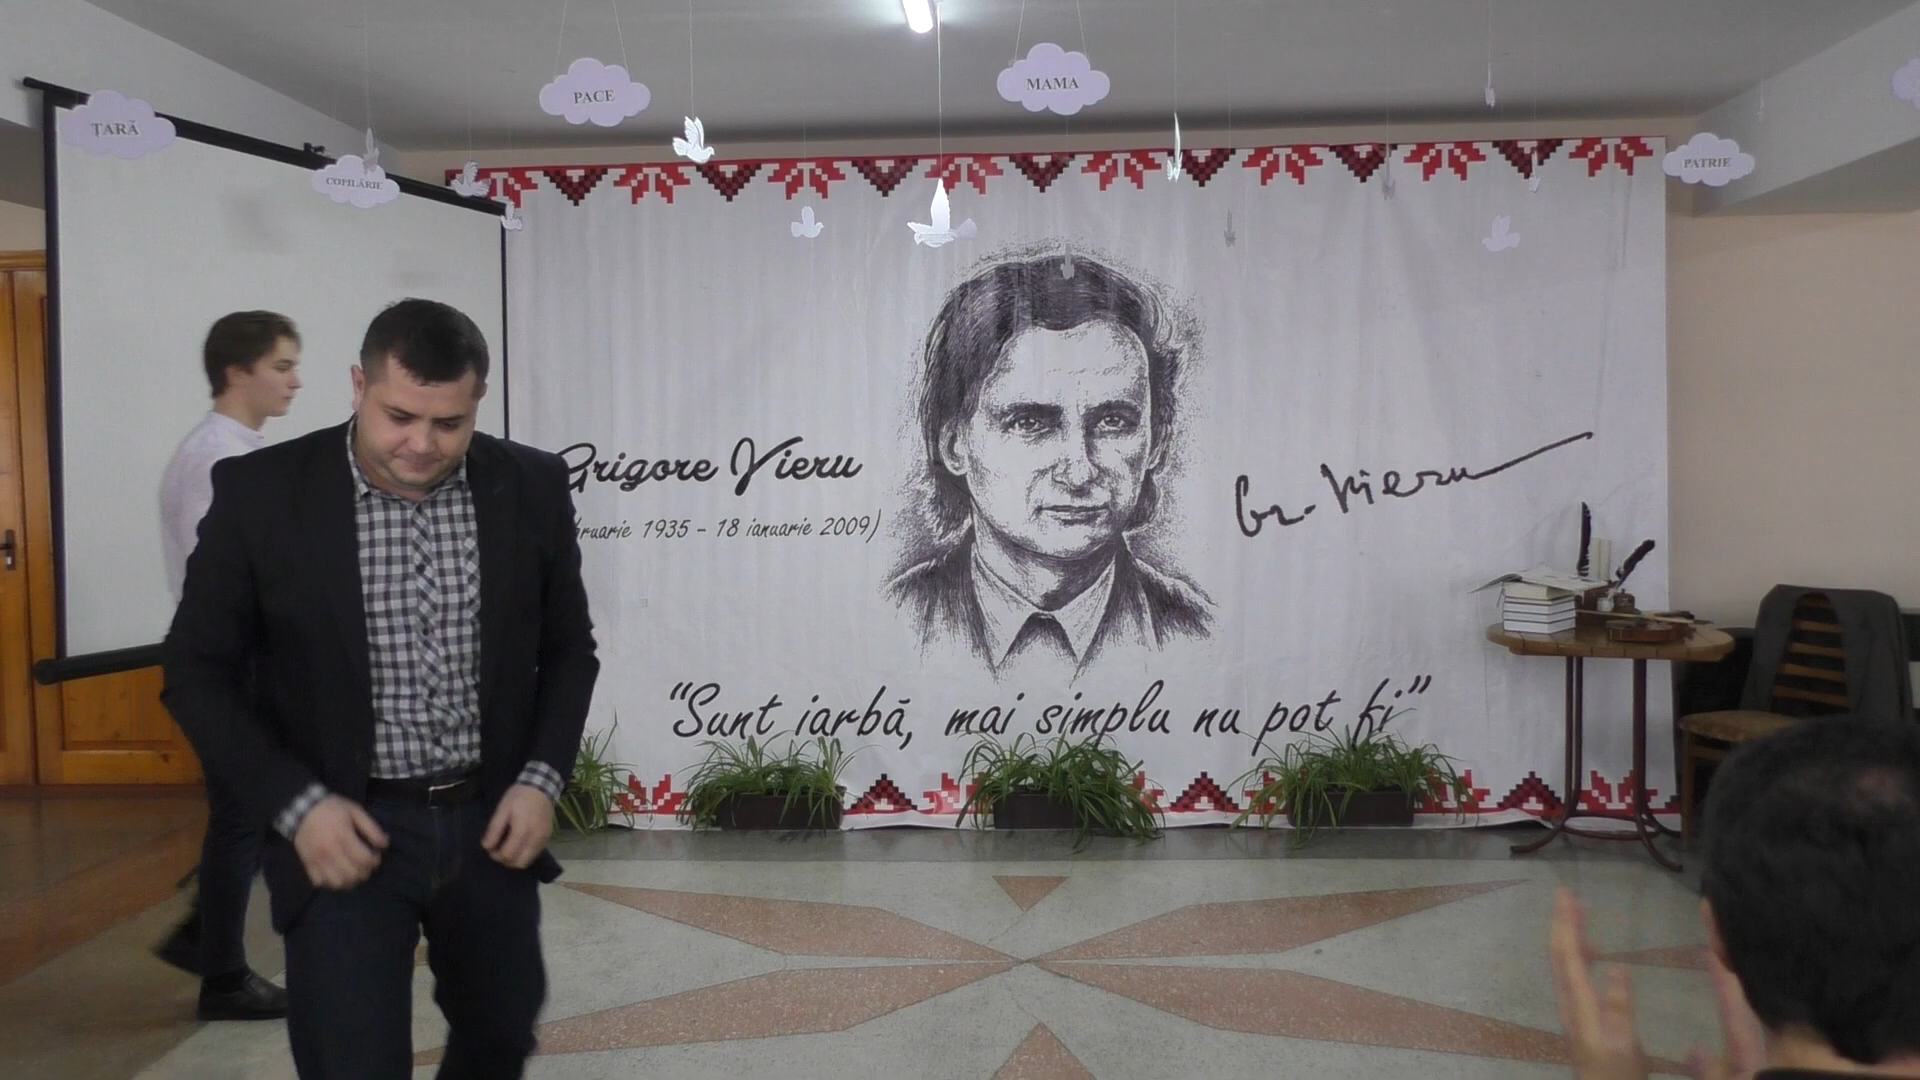 ȚARĂ
COPILĂRIE
PACE
MAMA
PATRIE
Grigore Vieru
bruarie 1935 - 18 ianuarie 2009)
Gr. Vieru
“Sunt iarbă, mai simplu nu pot fi”